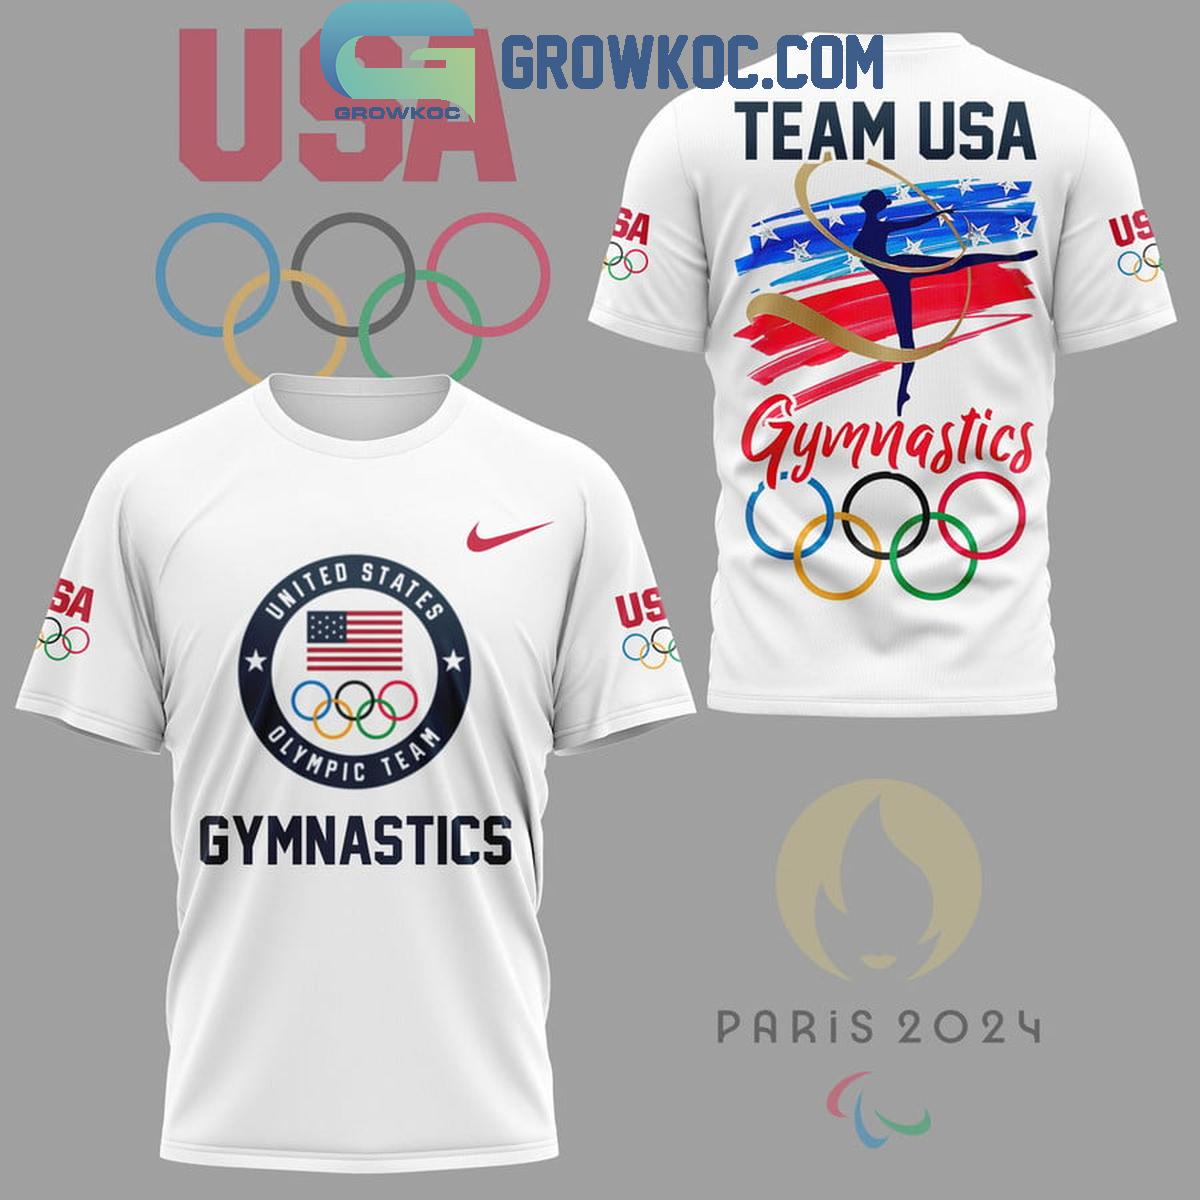 USA
GROWKOC
GROWKOC.COM
TEAM USA
USA
USA
Gymnastics
UNITED STATES
OLYMPIC TEAM
USA
USA
GYMNASTICS
PARiS 2024